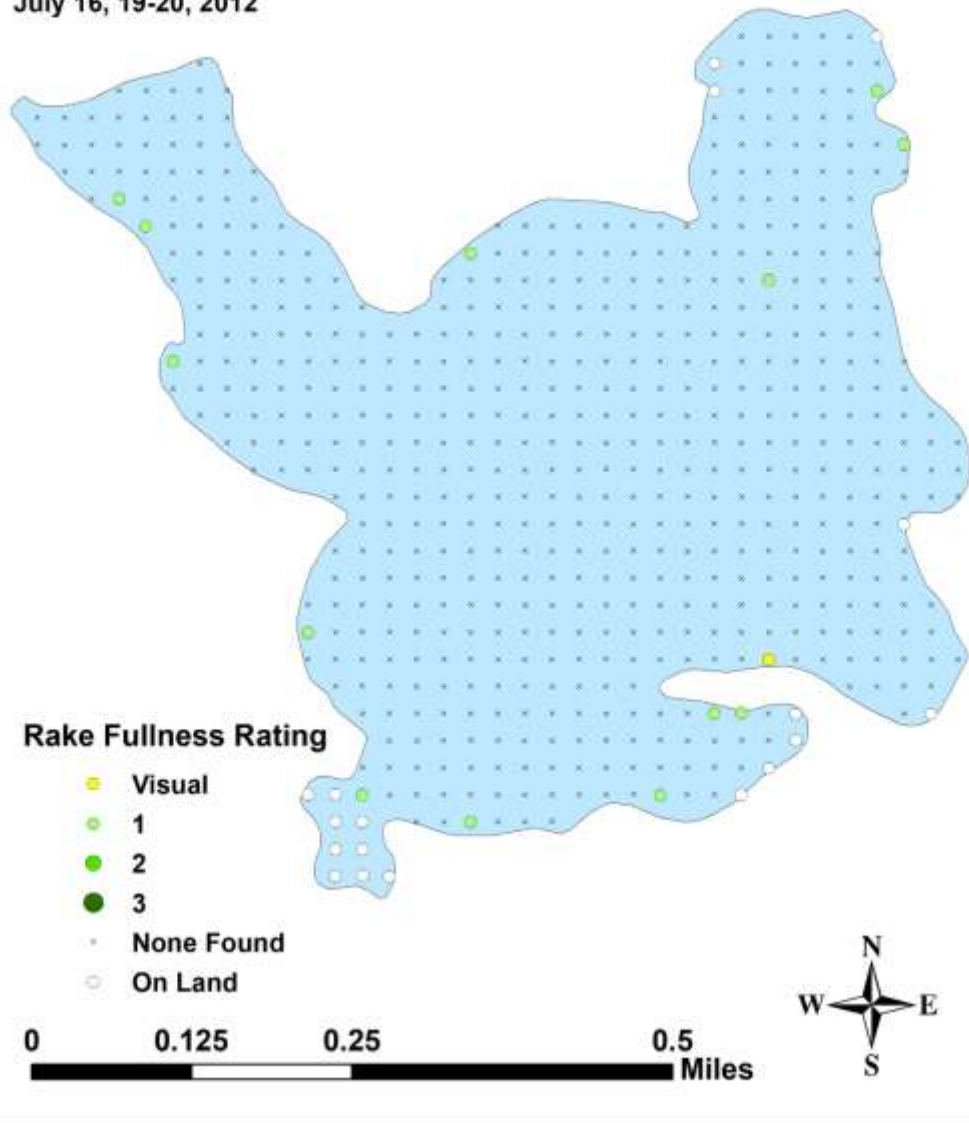 July 16, 19-20, 2012
Rake Fullness Rating
Visual
1
2
3
None Found
On Land
N
W E
S
0 0.125 0.25 0.5
Miles